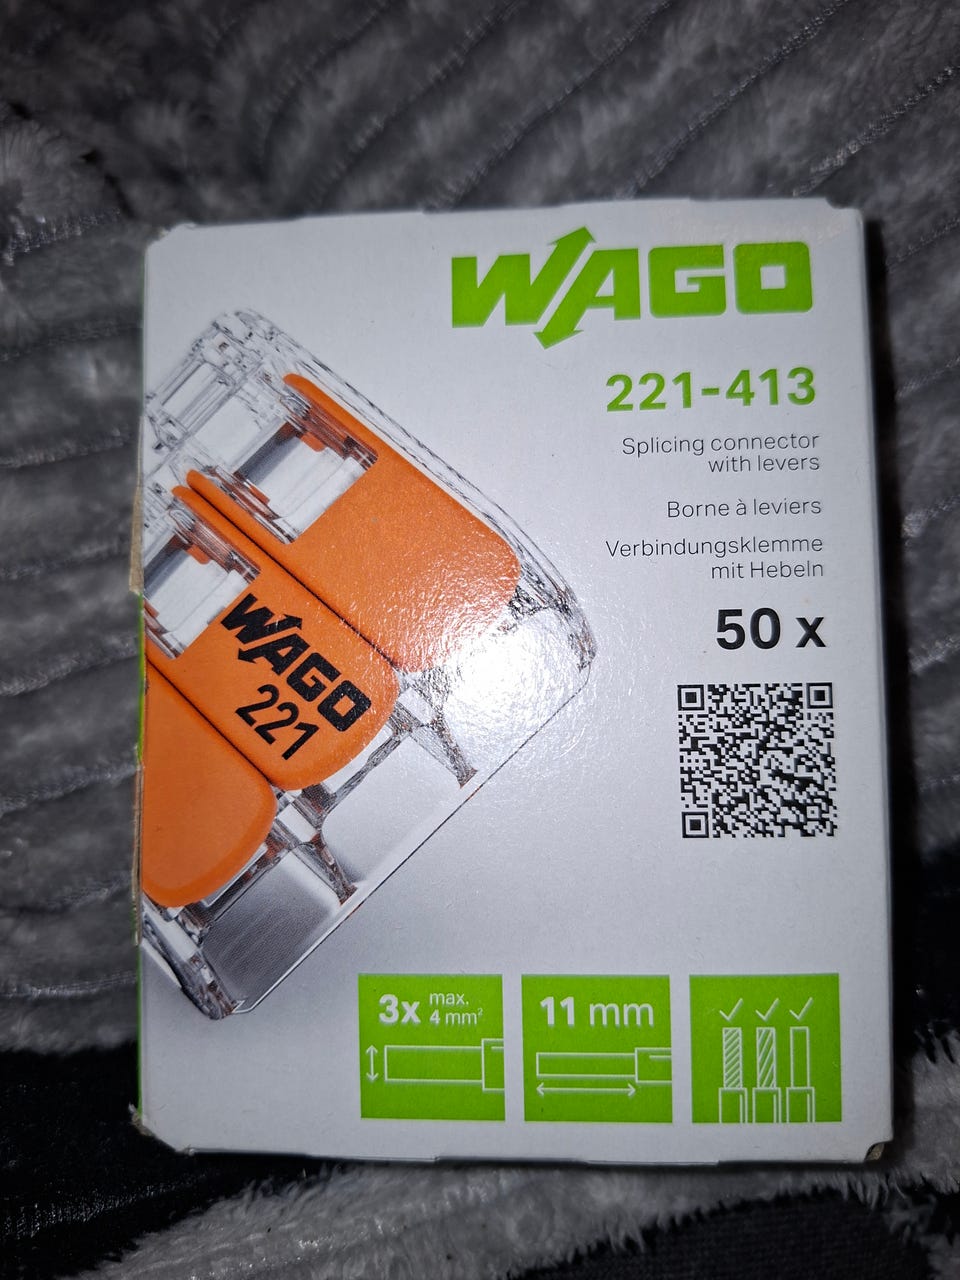 WAGO
221-413
Splicing connector
with levers
Borne à leviers
Verbindungsklemme
mit Hebeln
50 x
WAGO
221
3x max.
4 mm²
11 mm